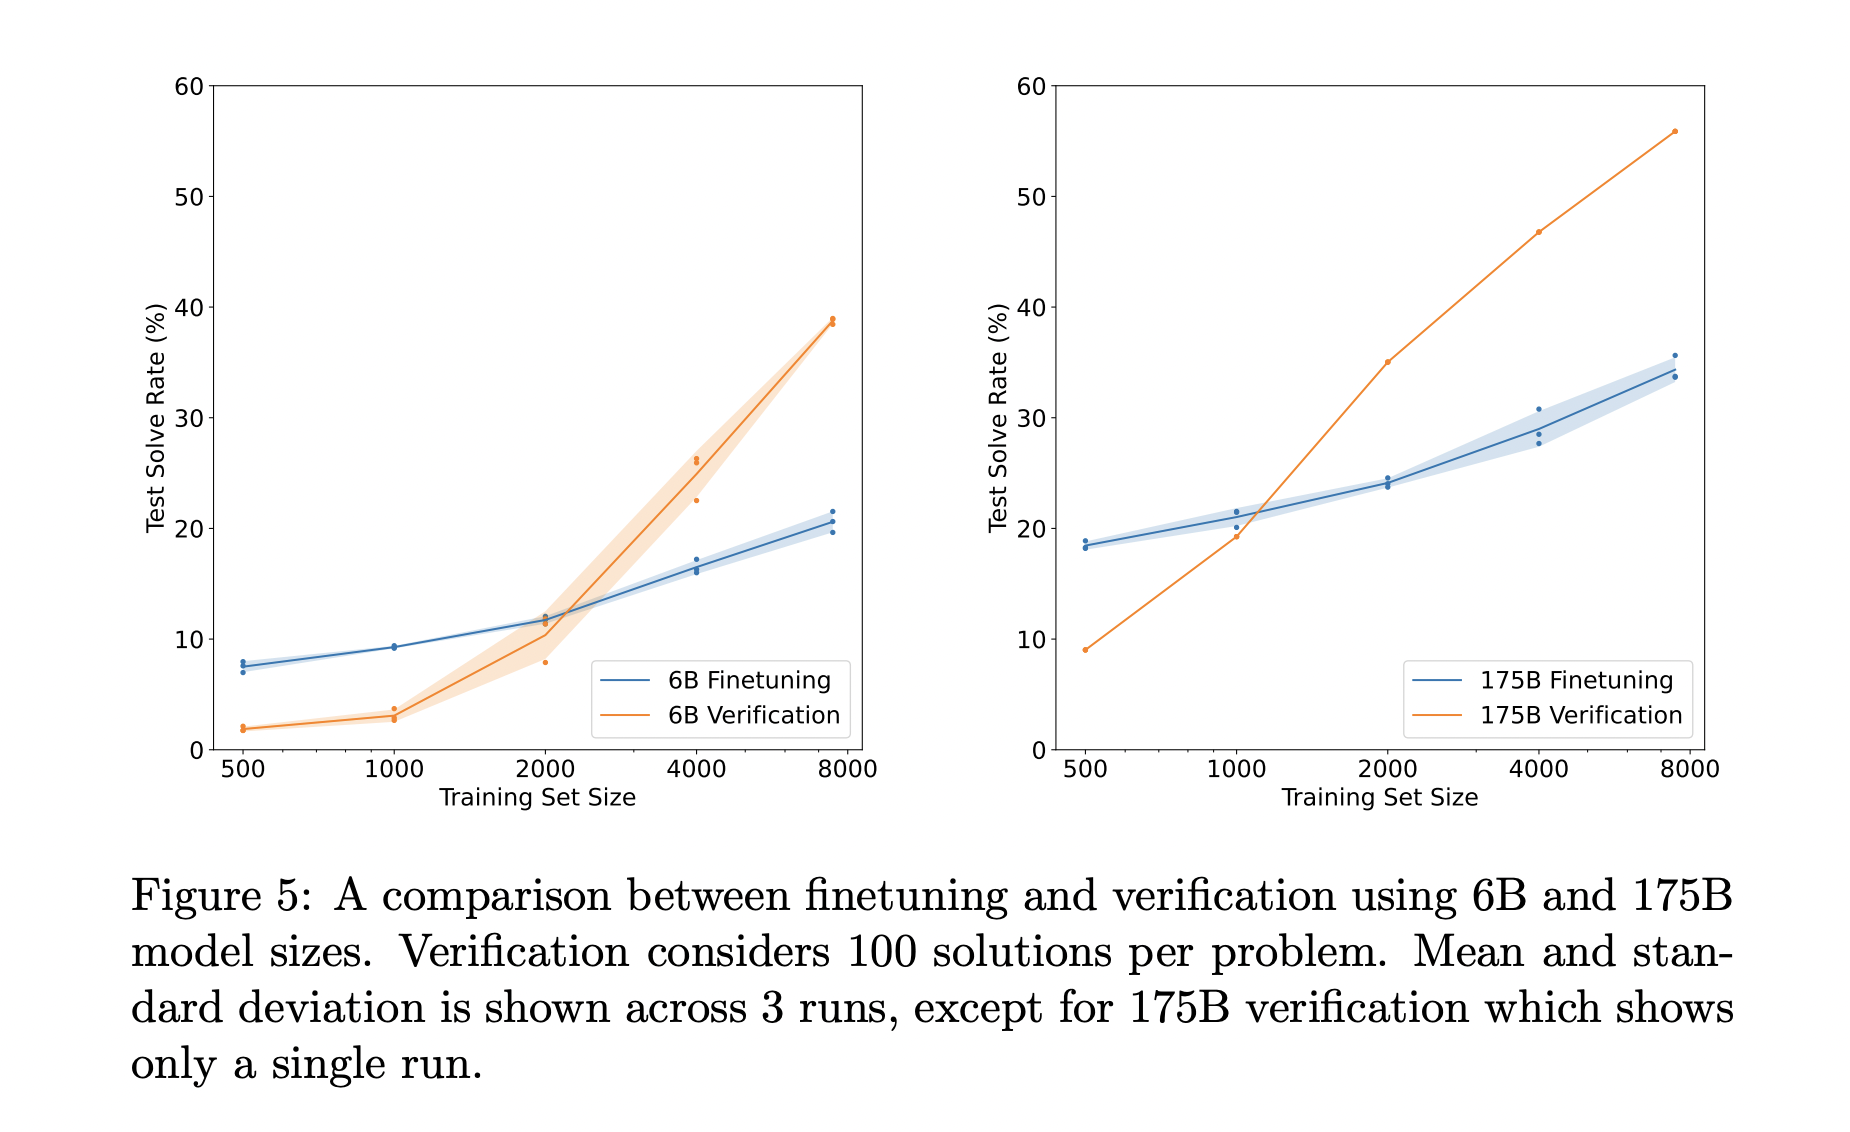 60
50
40
30
20
10
0
Test Solve Rate (%)
500 1000 2000 4000 8000
Training Set Size
6B Finetuning
6B Verification
60
50
40
30
20
10
0
Test Solve Rate (%)
500 1000 2000 4000 8000
Training Set Size
175B Finetuning
175B Verification
Figure 5: A comparison between finetuning and verification using 6B and 175B
model sizes. Verification considers 100 solutions per problem. Mean and stan-
dard deviation is shown across 3 runs, except for 175B verification which shows
only a single run.